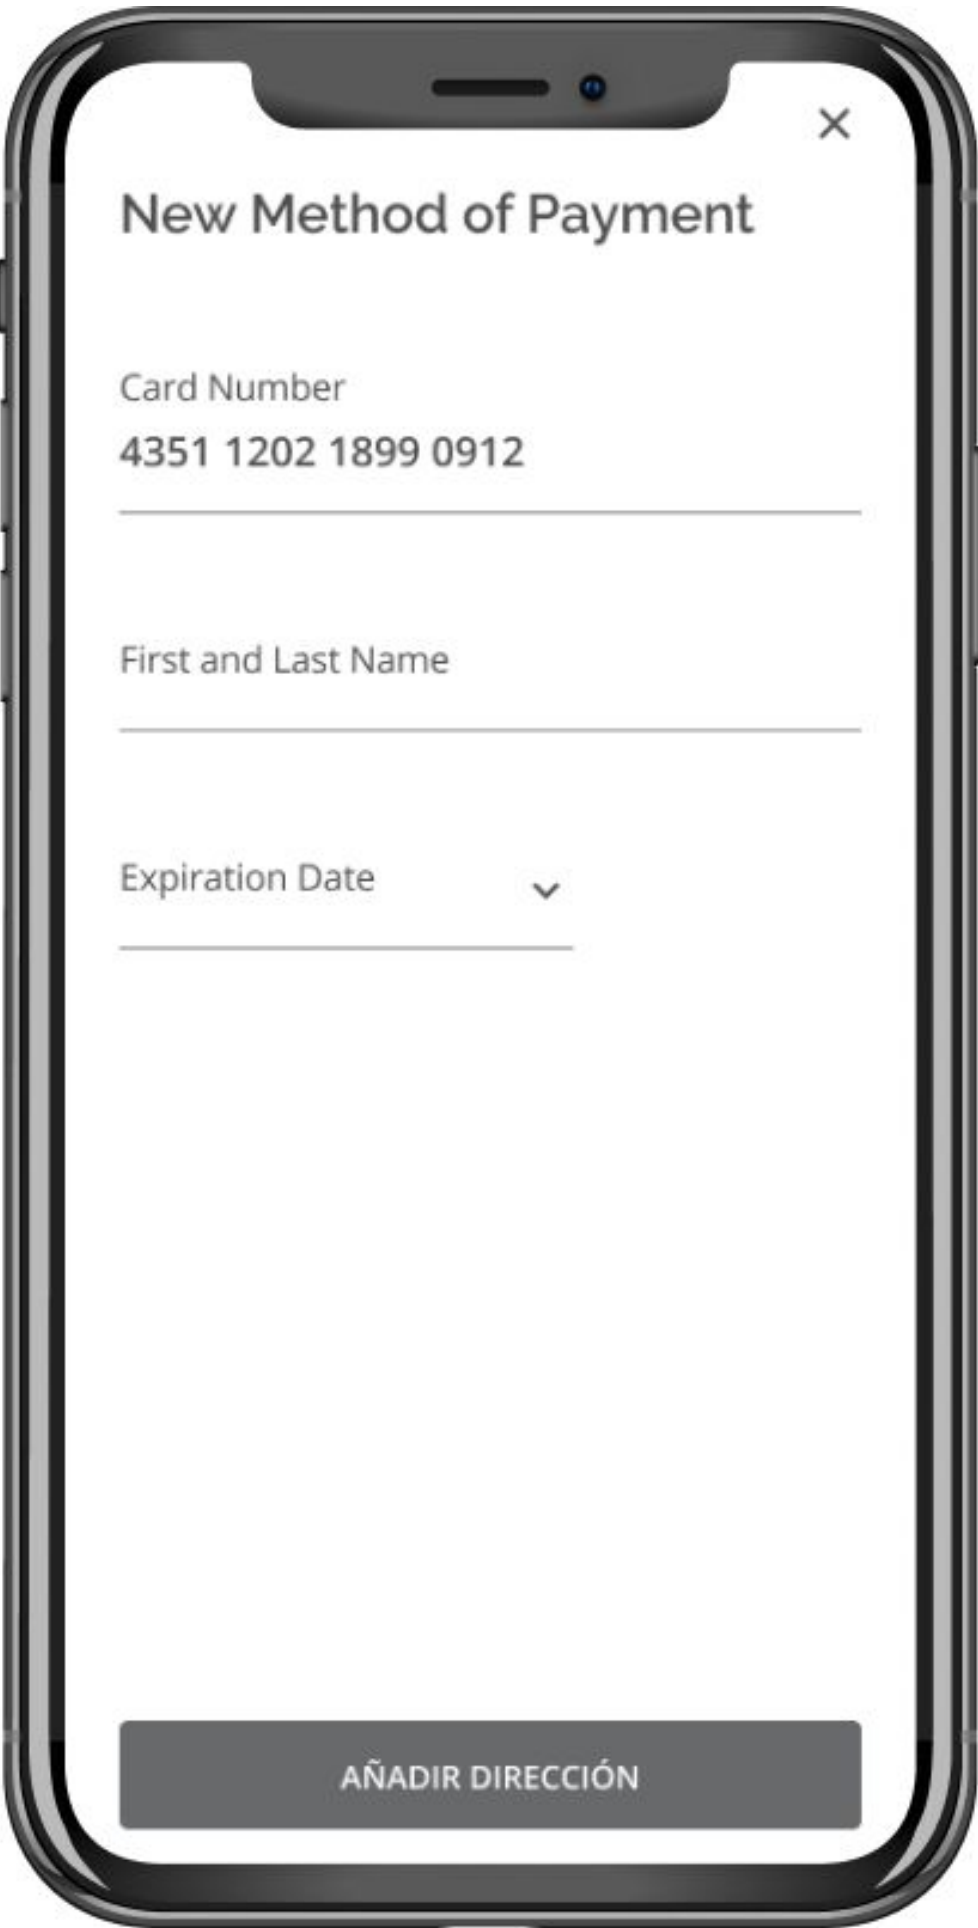 New Method of Payment
Card Number
4351 1202 1899 0912
First and Last Name
Expiration Date
AÑADIR DIRECCIÓN